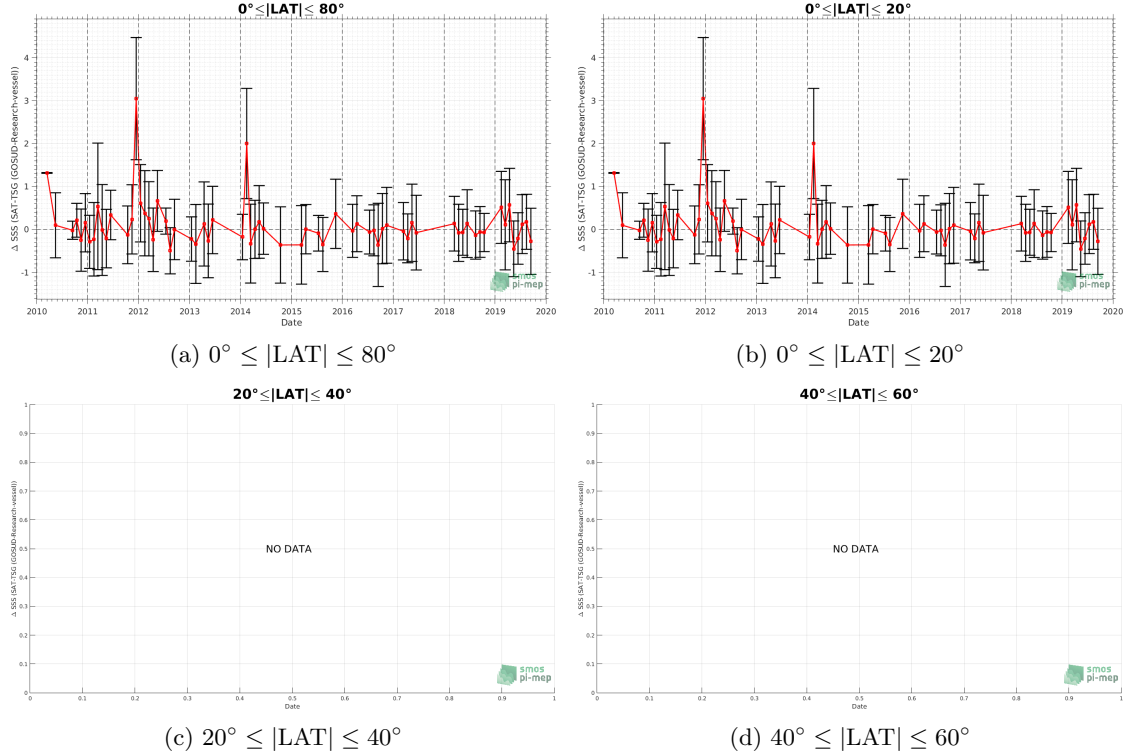 0°≤|LAT|≤ 80°
Δ SSS (SAT-TSG (GOSUD-Research-vessel))
4
3
2
1
0
-1
2010 2011 2012 2013 2014 2015 2016 2017 2018 2019 2020
Date
smos
pi-mep
(a) 0° ≤ |LAT| ≤ 80°
0°≤|LAT|≤ 20°
Δ SSS (SAT-TSG (GOSUD-Research-vessel))
4
3
2
1
0
-1
2010 2011 2012 2013 2014 2015 2016 2017 2018 2019 2020
Date
smos
pi-mep
(b) 0° ≤ |LAT| ≤ 20°
20°≤|LAT|≤ 40°
Δ SSS (SAT-TSG (GOSUD-Research-vessel))
1
0.9
0.8
0.7
0.6
0.5
0.4
0.3
0.2
0.1
0
NO DATA
0 0.1 0.2 0.3 0.4 0.5 0.6 0.7 0.8 0.9 1
Date
smos
pi-mep
(c) 20° ≤ |LAT| ≤ 40°
40°≤|LAT|≤ 60°
Δ SSS (SAT-TSG (GOSUD-Research-vessel))
1
0.9
0.8
0.7
0.6
0.5
0.4
0.3
0.2
0.1
0
NO DATA
0 0.1 0.2 0.3 0.4 0.5 0.6 0.7 0.8 0.9 1
Date
smos
pi-mep
(d) 40° ≤ |LAT| ≤ 60°